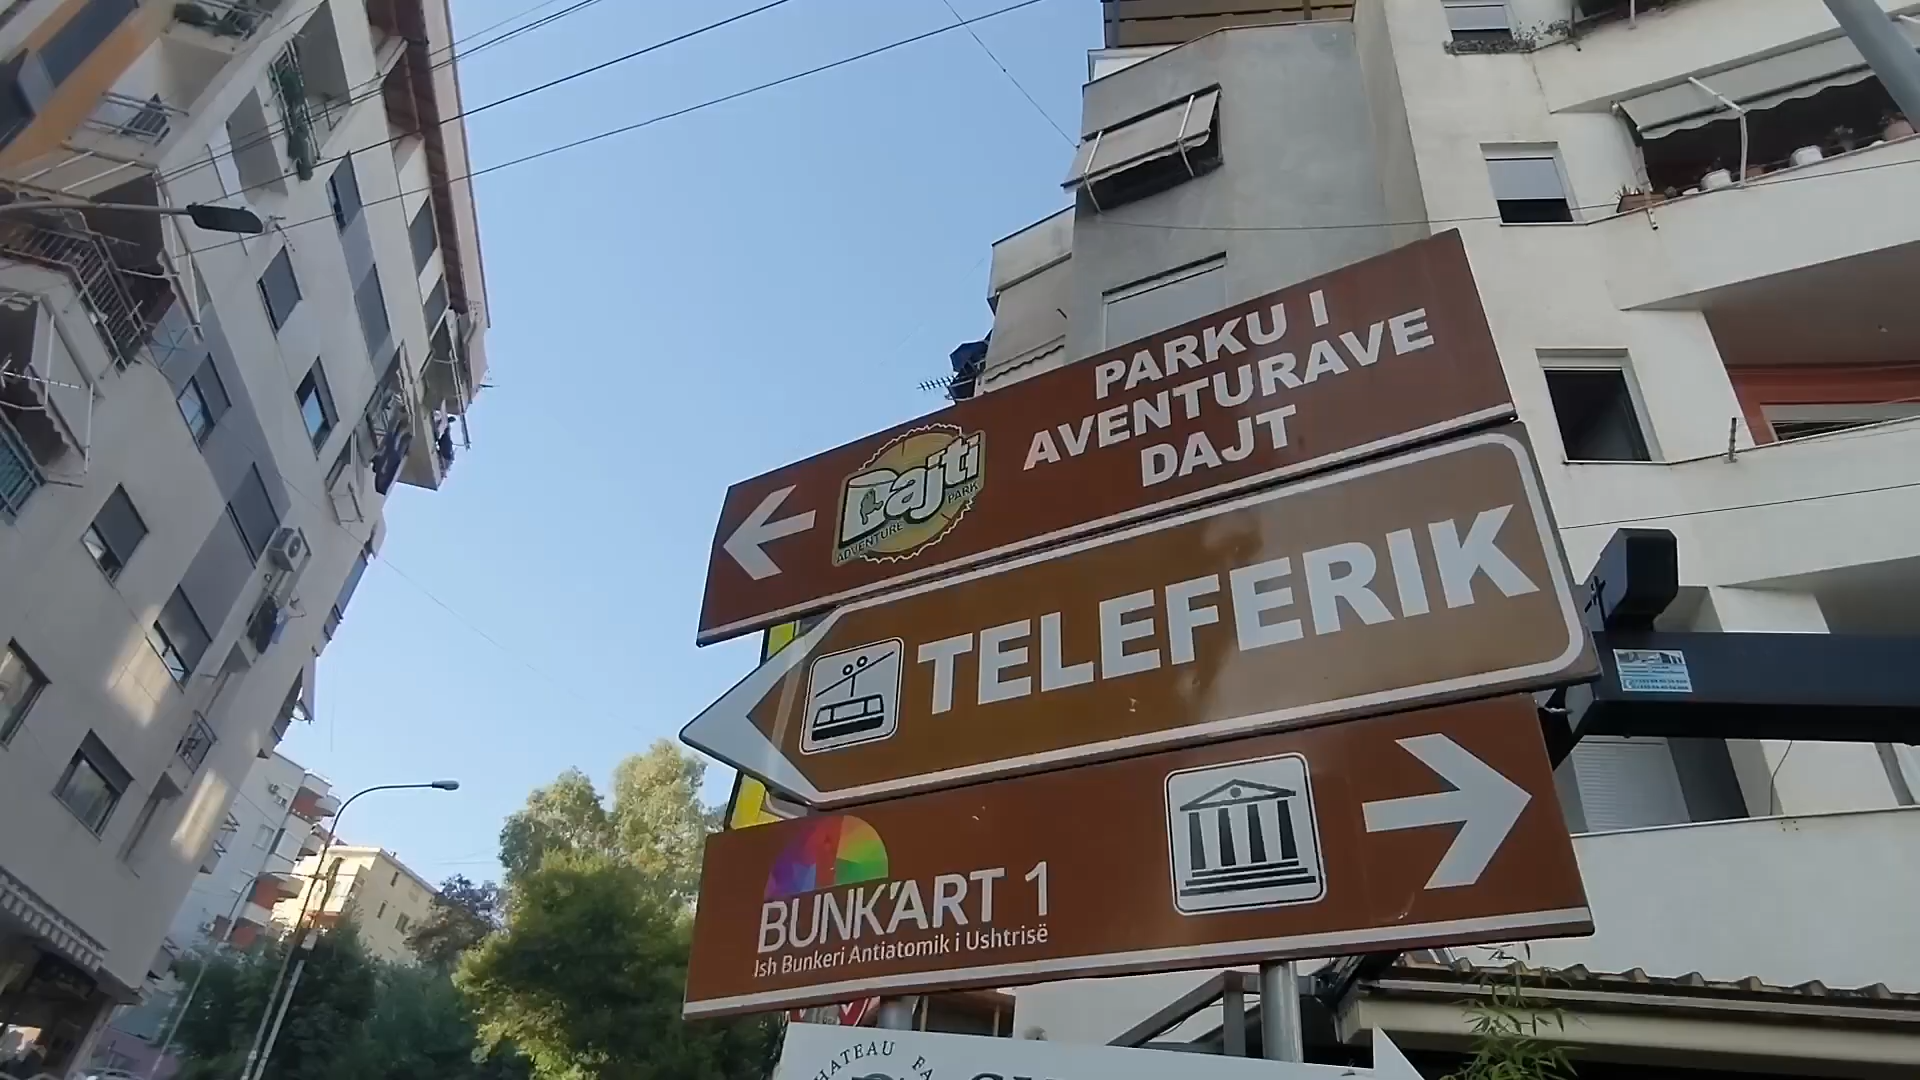 PARKU I
AVENTURAVE
DAJT
Dajti
ADVENTURE PARK
TELEFERIK
BUNK'ART 1
Ish Bunkeri Antiatomik i Ushtrisë